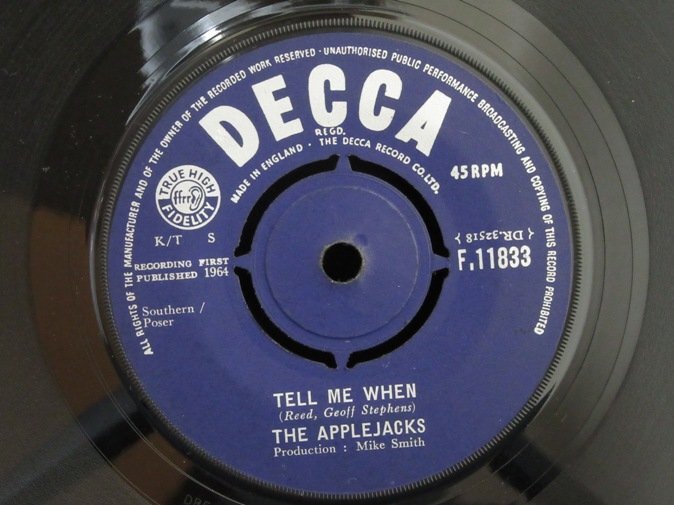 ALL RIGHTS OF THE MANUFACTURER AND OF THE OWNER OF THE RECORDED WORK RESERVED · UNAUTHORISED PUBLIC PERFORMANCE BROADCASTING AND COPYING OF THIS RECORD PROHIBITED
DECCA
REGD.
MADE IN ENGLAND · THE DECCA RECORD CO. LTD.
45 RPM
TRUE HIGH
ffrr
FIDELITY
K/T S
{ DR.32518 }
F.11833
RECORDING FIRST
PUBLISHED 1964
Southern /
Poser
TELL ME WHEN
(Reed, Geoff Stephens)
THE APPLEJACKS
Production : Mike Smith